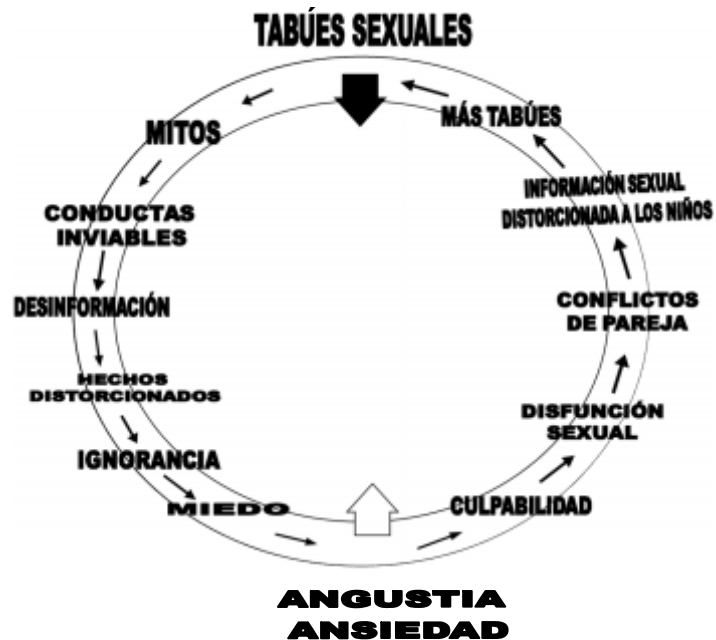 TABÚES SEXUALES
MITOS
CONDUCTAS
INVIABLES
DESINFORMACIÓN
HECHOS
DISTORCIONADOS
IGNORANCIA
MIEDO
ANGUSTIA
ANSIEDAD
CULPABILIDAD
DISFUNCIÓN
SEXUAL
CONFLICTOS
DE PAREJA
INFORMACIÓN SEXUAL
DISTORCIONADA A LOS NIÑOS
MÁS TABÚES